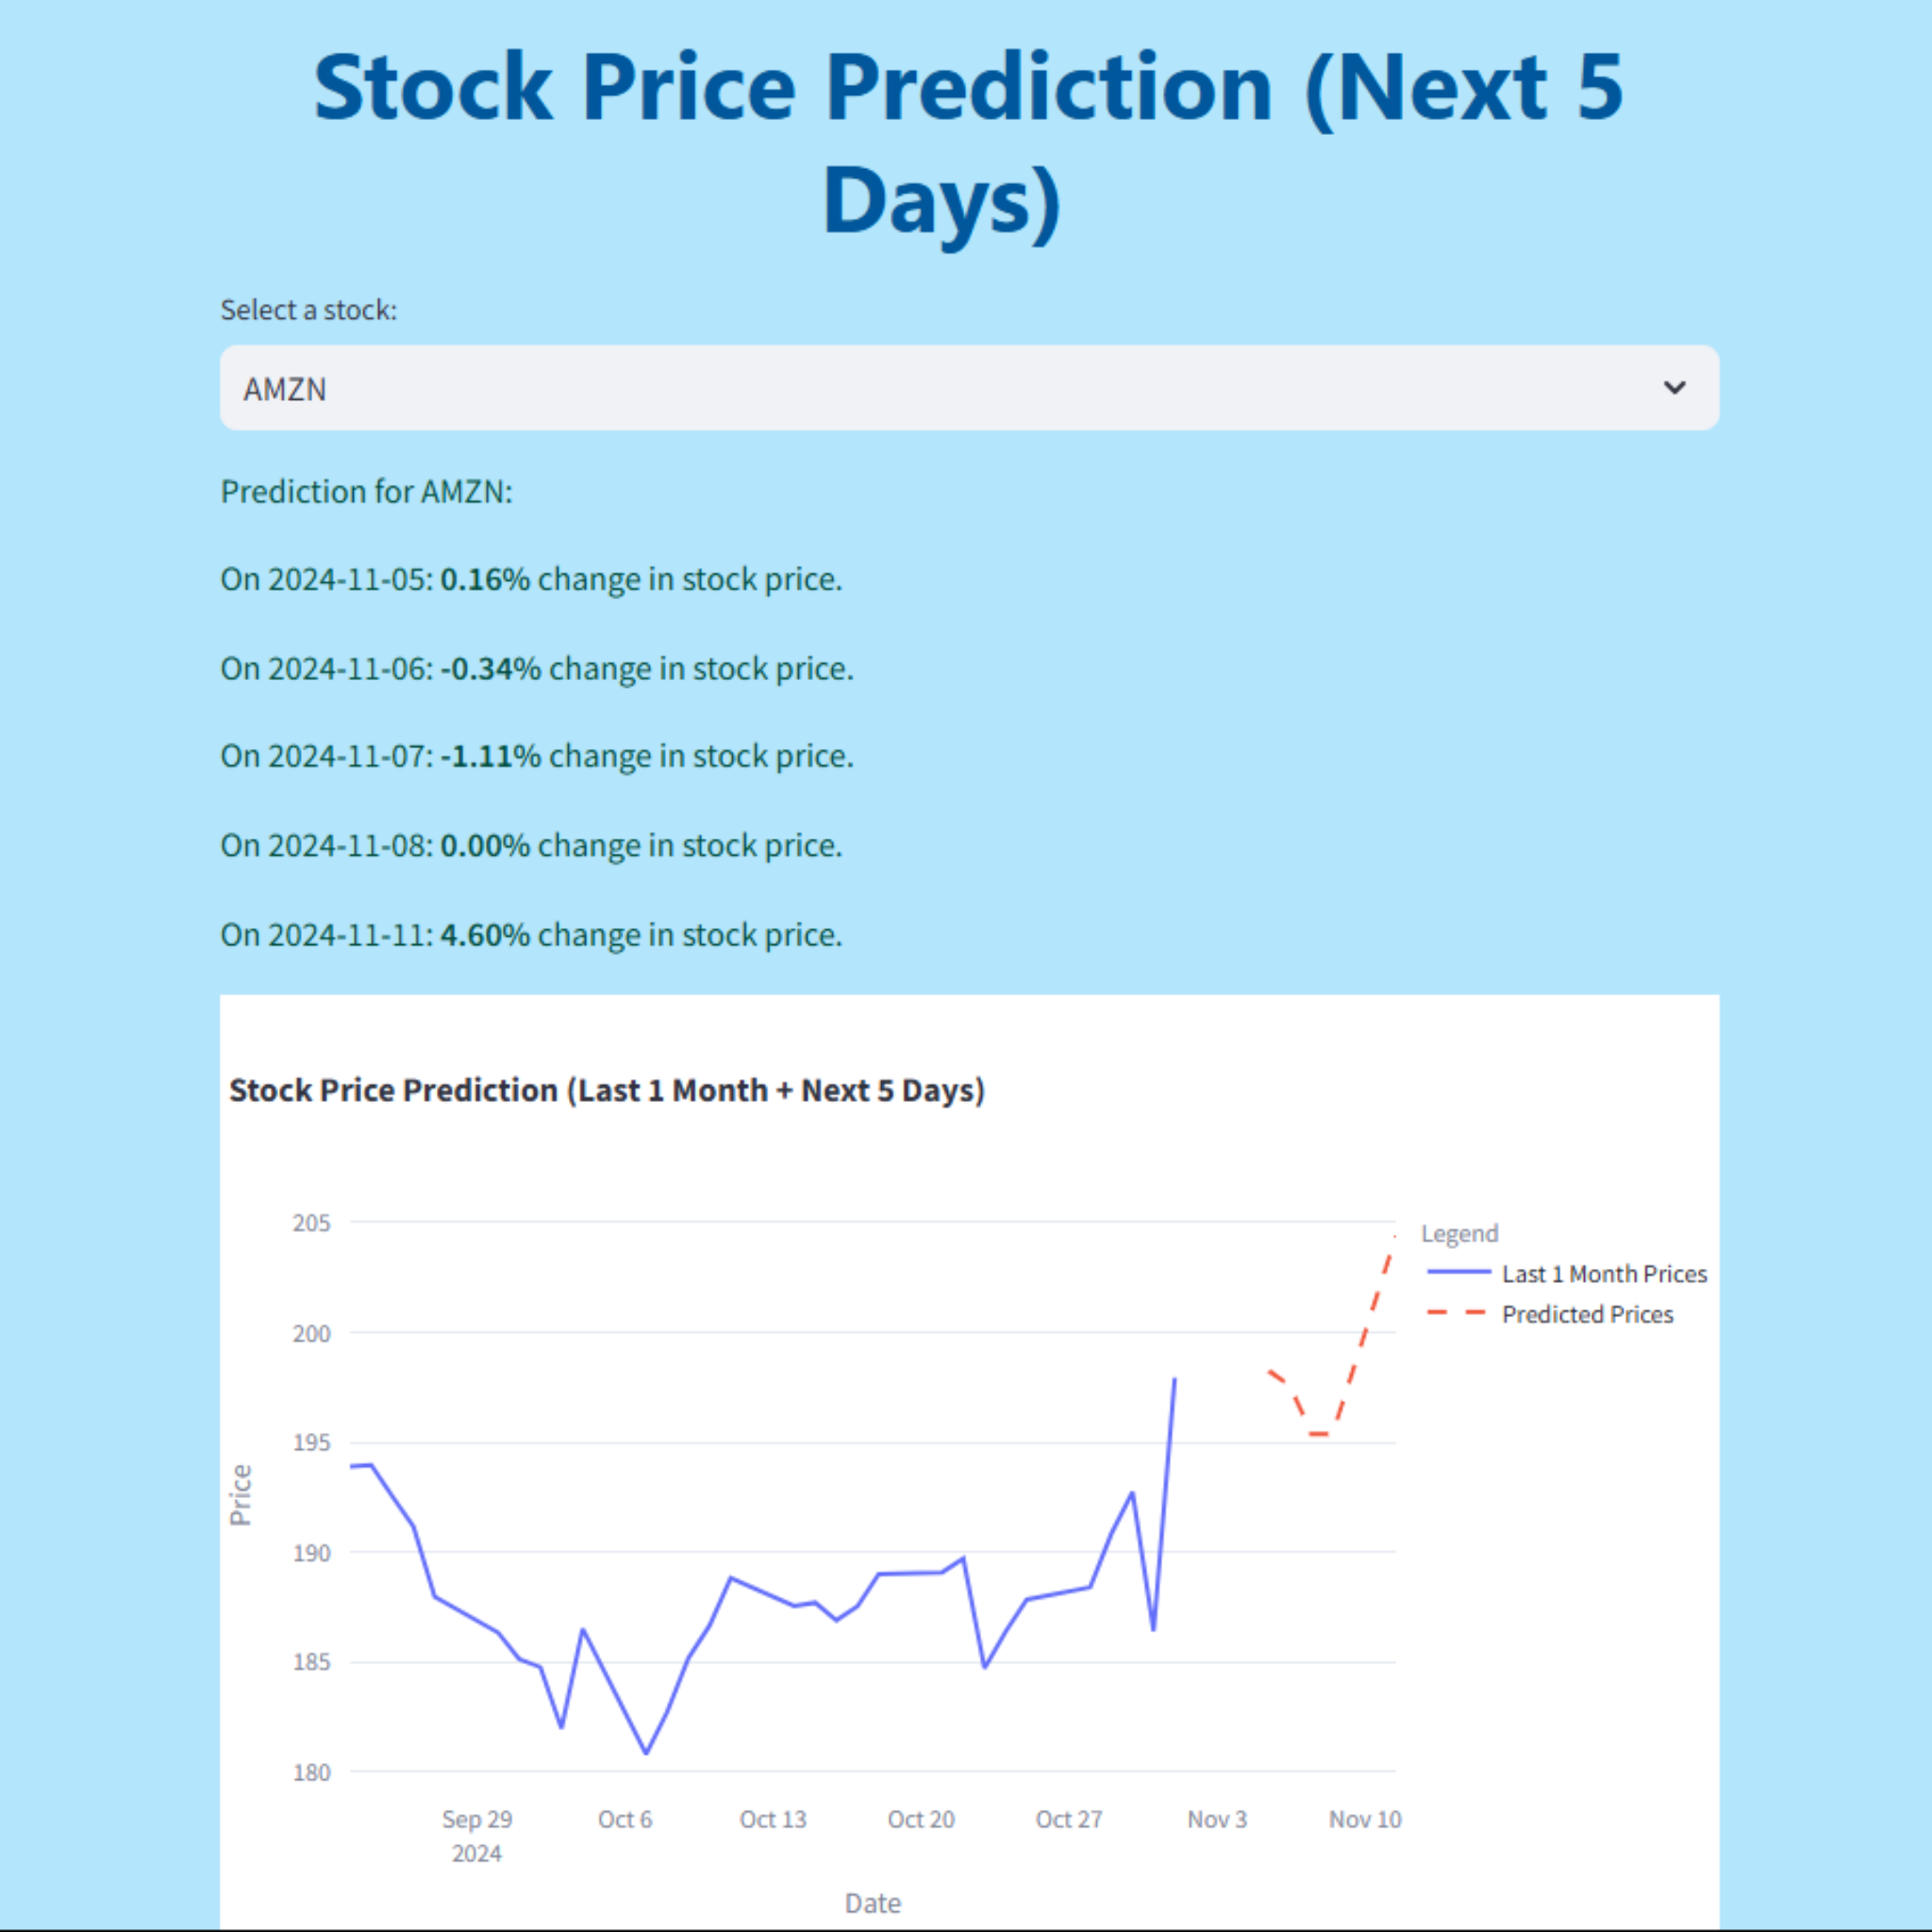 Stock Price Prediction (Next 5
Days)
Select a stock:
AMZN
Prediction for AMZN:
On 2024-11-05: 0.16% change in stock price.
On 2024-11-06: -0.34% change in stock price.
On 2024-11-07: -1.11% change in stock price.
On 2024-11-08: 0.00% change in stock price.
On 2024-11-11: 4.60% change in stock price.
Stock Price Prediction (Last 1 Month + Next 5 Days)
205
200
195
190
185
180
Price
Legend
Last 1 Month Prices
Predicted Prices
Sep 29 Oct 6 Oct 13 Oct 20 Oct 27 Nov 3 Nov 10
2024
Date